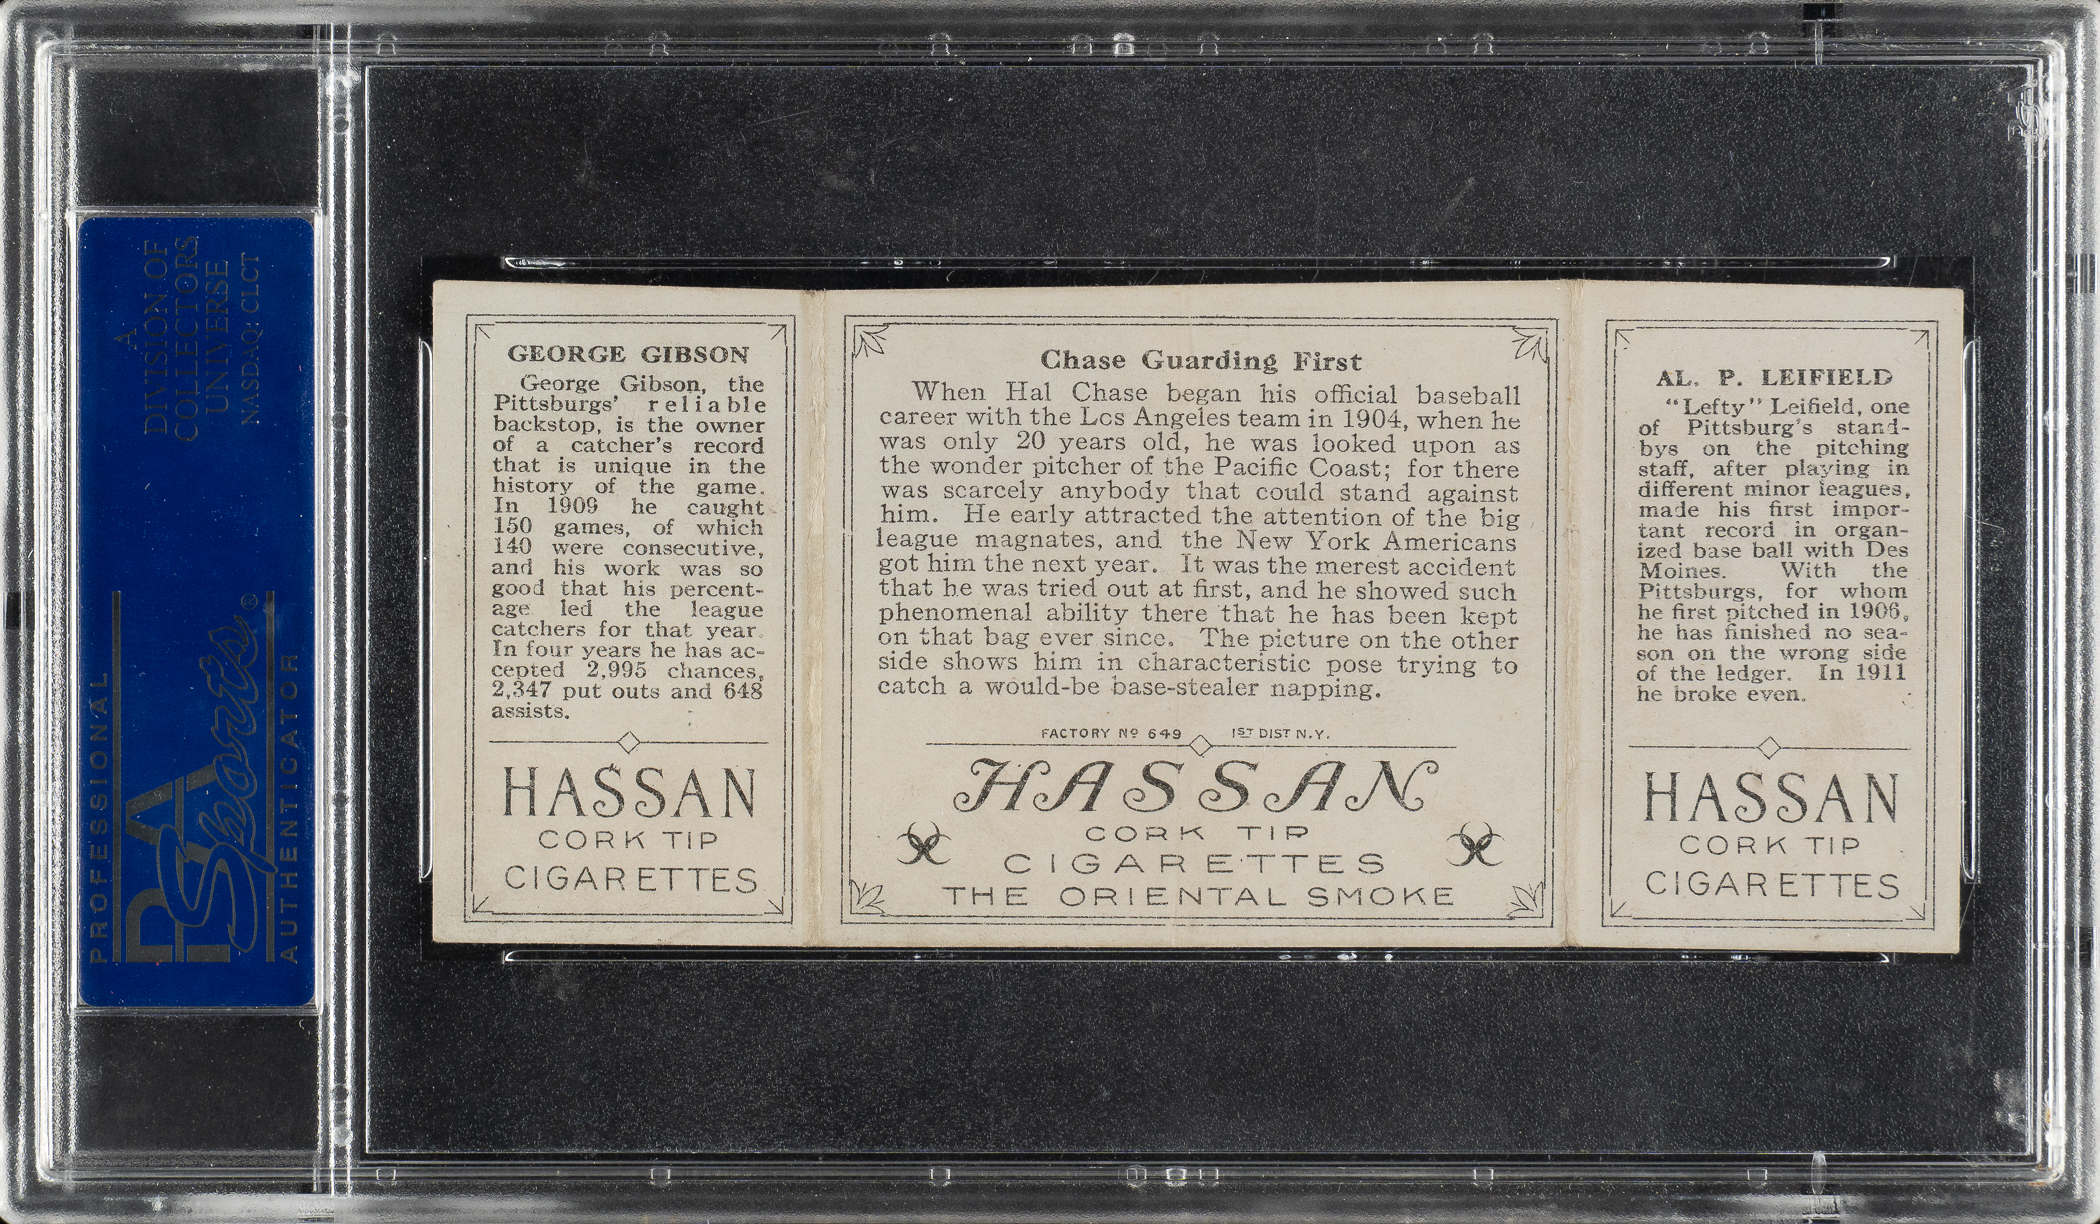 A
DIVISION OF
COLLECTORS
UNIVERSE
NASDAQ: CLCT
PROFESSIONAL
PSA
Sports®
AUTHENTICATOR
GEORGE GIBSON
George Gibson, the
Pittsburgs' reliable
backstop, is the owner
of a catcher's record
that is unique in the
history of the game.
In 1909 he caught
150 games, of which
140 were consecutive,
and his work was so
good that his percent-
age led the league
catchers for that year.
In four years he has ac-
cepted 2,995 chances,
2,347 put outs and 648
assists.
HASSAN
CORK TIP
CIGARETTES
Chase Guarding First
When Hal Chase began his official baseball
career with the Los Angeles team in 1904, when he
was only 20 years old, he was looked upon as
the wonder pitcher of the Pacific Coast; for there
was scarcely anybody that could stand against
him. He early attracted the attention of the big
league magnates, and the New York Americans
got him the next year. It was the merest accident
that he was tried out at first, and he showed such
phenomenal ability there that he has been kept
on that bag ever since. The picture on the other
side shows him in characteristic pose trying to
catch a would-be base-stealer napping.
FACTORY Nº 649 1ST DIST N.Y.
HASSAN
CORK TIP
CIGARETTES
THE ORIENTAL SMOKE
AL. P. LEIFIELD
"Lefty" Leifield, one
of Pittsburg's stand-
bys on the pitching
staff, after playing in
different minor leagues,
made his first impor-
tant record in organ-
ized base ball with Des
Moines. With the
Pittsburgs, for whom
he first pitched in 1906,
he has finished no sea-
son on the wrong side
of the ledger. In 1911
he broke even.
HASSAN
CORK TIP
CIGARETTES